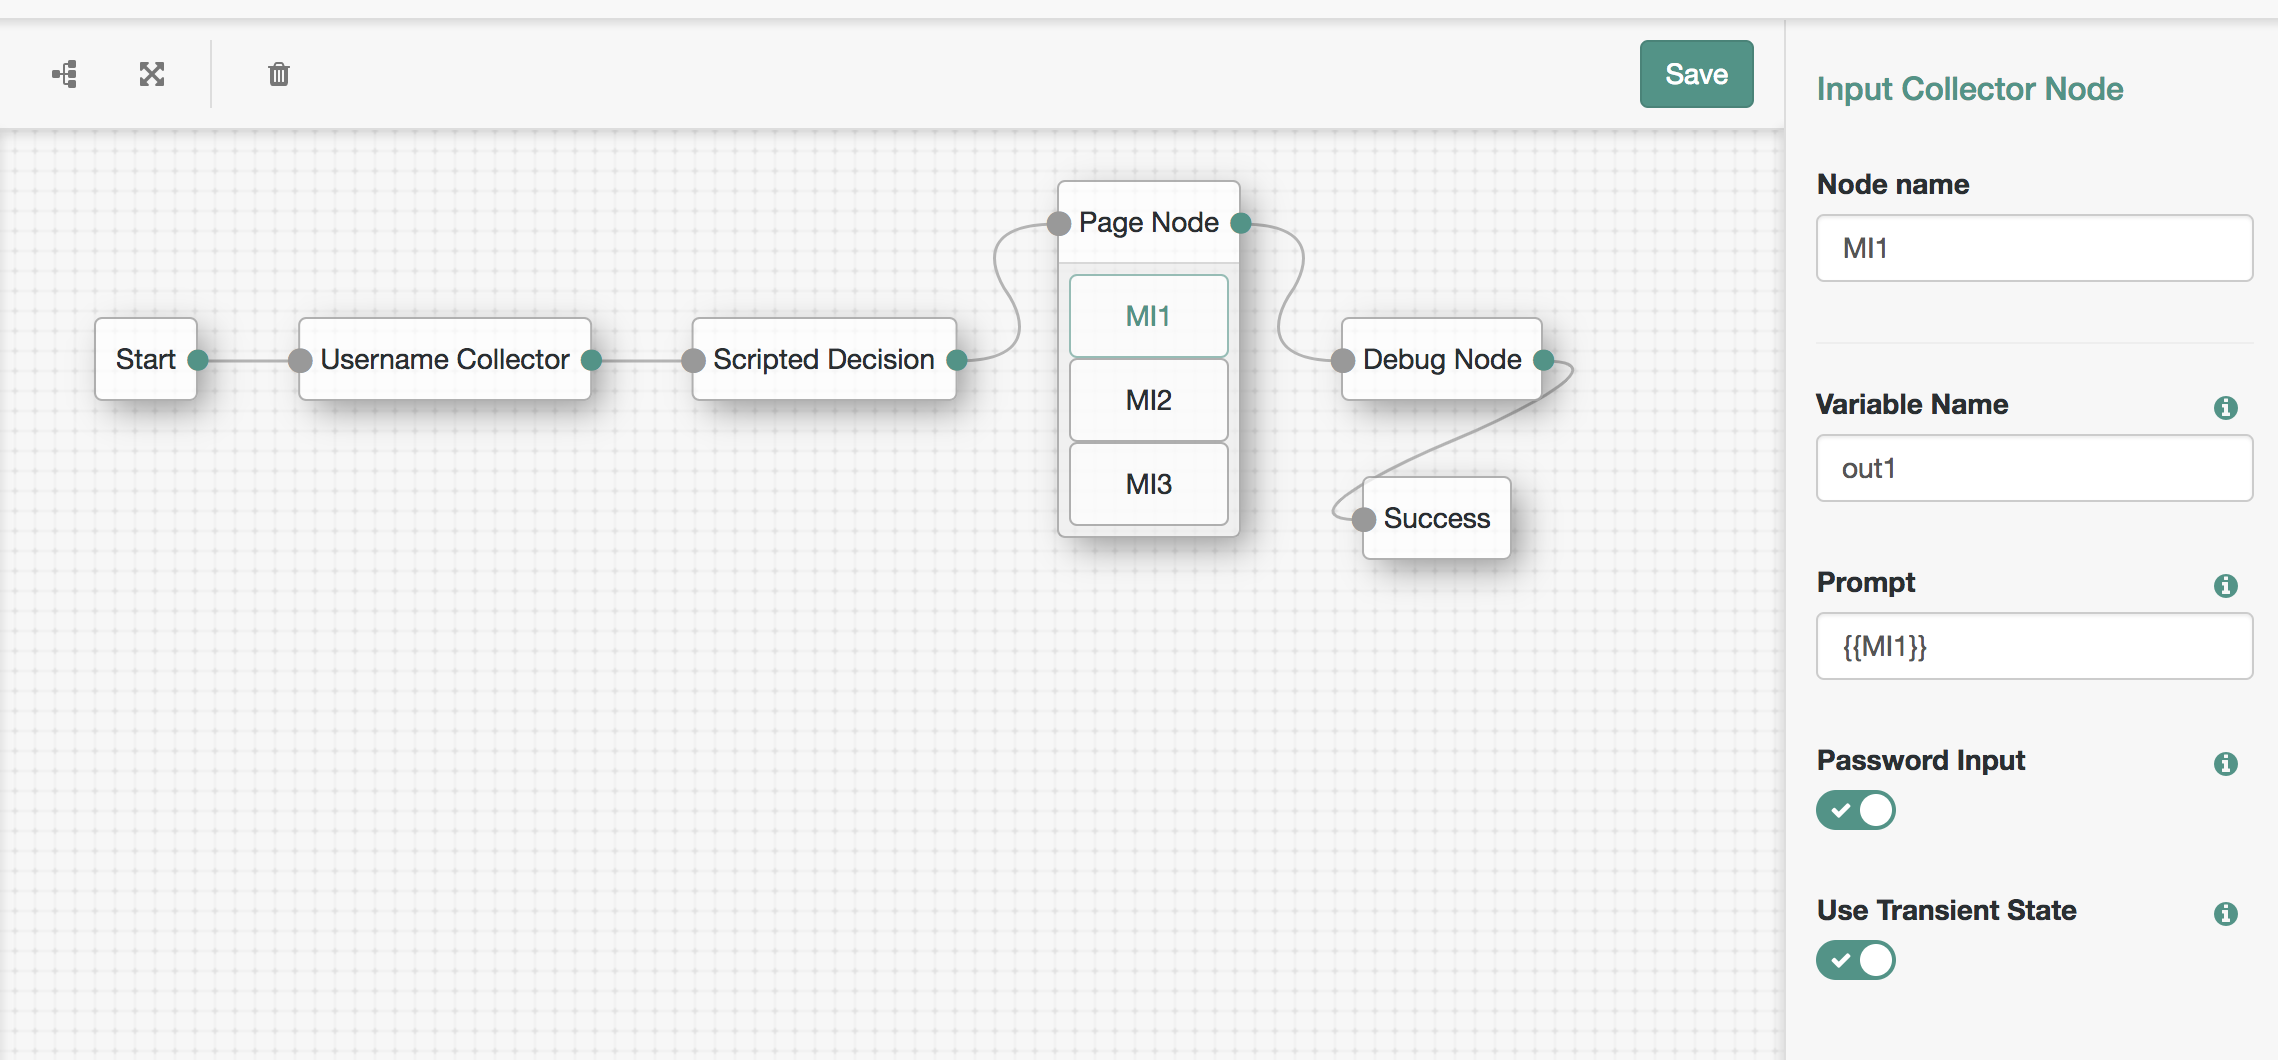 Save
Start
Username Collector
Scripted Decision
Page Node
MI1
MI2
MI3
Debug Node
Success
Input Collector Node
Node name
MI1
Variable Name
out1
Prompt
{{MI1}}
Password Input
Use Transient State